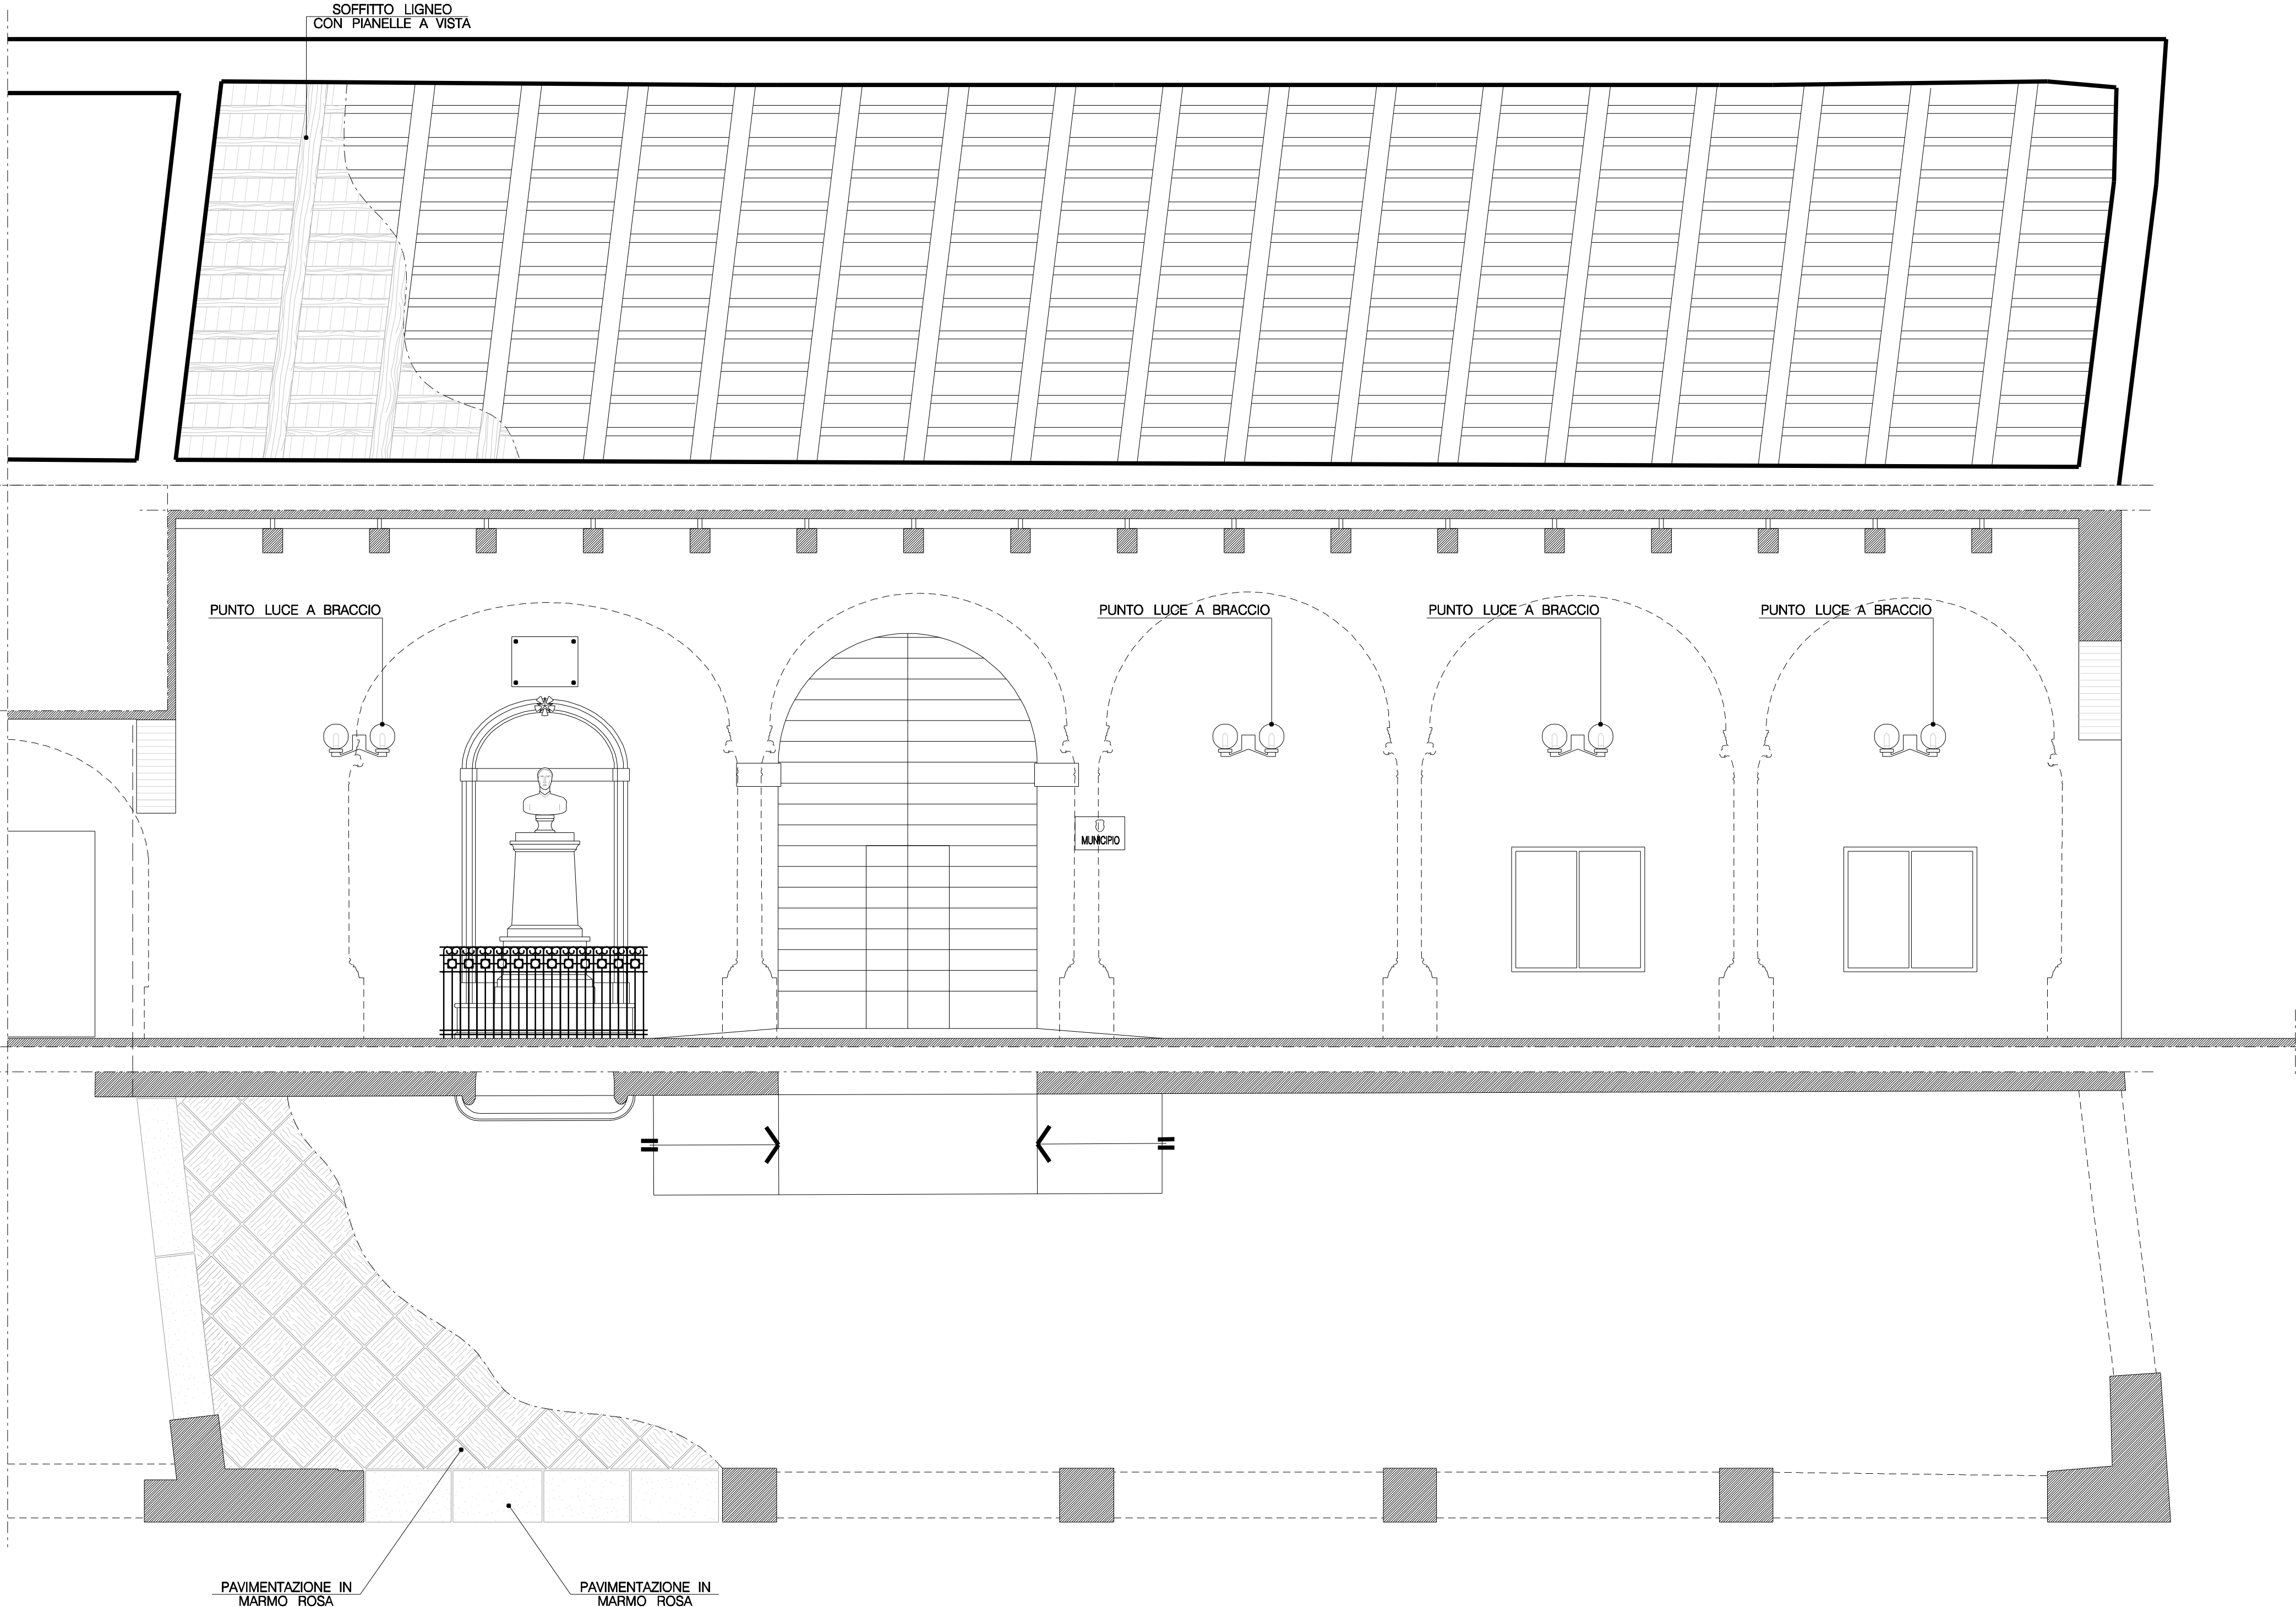 SOFFITTO LIGNEO
CON PIANELLE A VISTA
PUNTO LUCE A BRACCIO
PUNTO LUCE A BRACCIO
PUNTO LUCE A BRACCIO
PUNTO LUCE A BRACCIO
MUNICIPIO
PAVIMENTAZIONE IN
MARMO ROSA
PAVIMENTAZIONE IN
MARMO ROSA